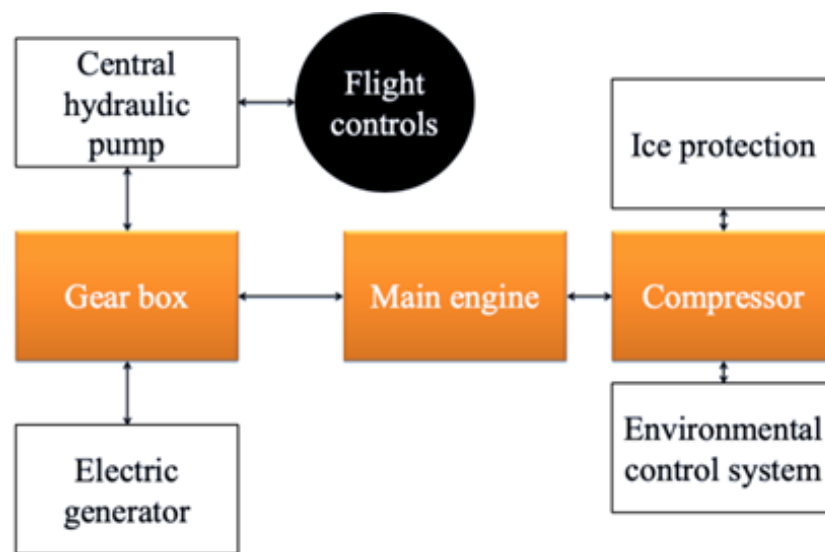 Central
hydraulic
pump
Flight
controls
Ice protection
Gear box
Main engine
Compressor
Electric
generator
Environmental
control system